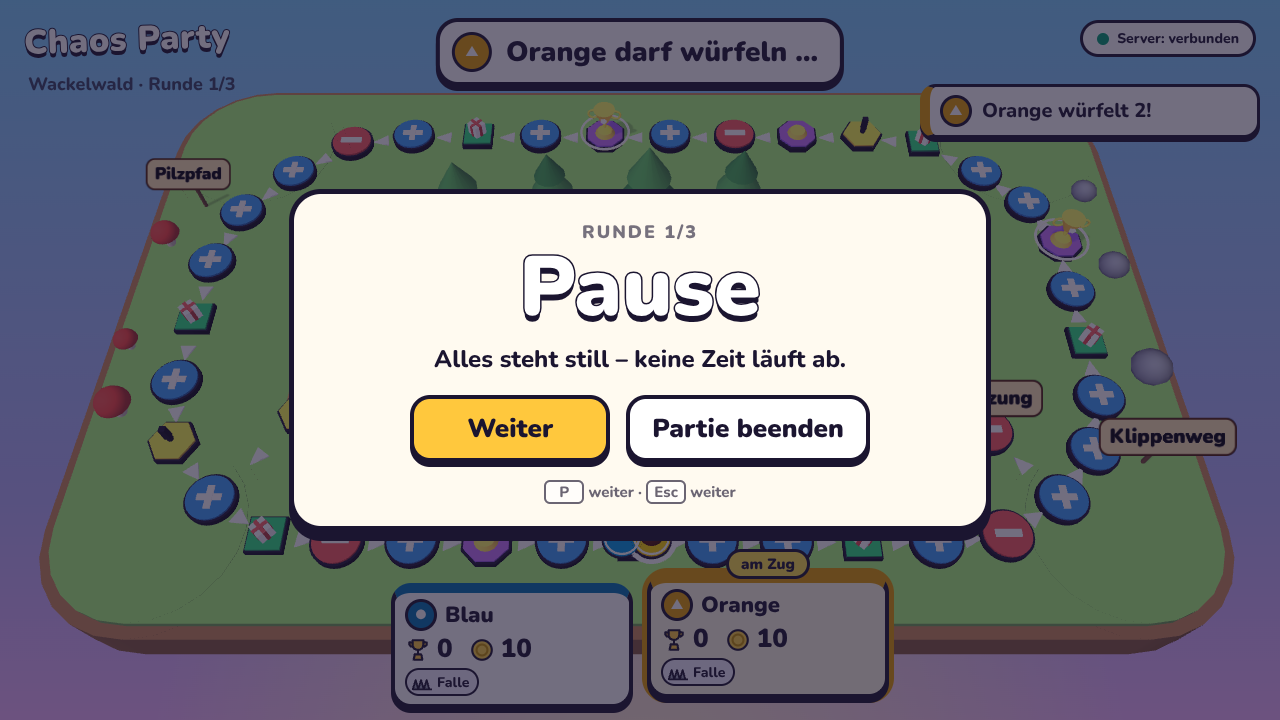 Chaos Party
Wackelwald · Runde 1/3
Orange darf würfeln ...
Server: verbunden
Orange würfelt 2!
Pilzpfad
RUNDE 1/3
Pause
Alles steht still – keine Zeit läuft ab.
Weiter
Partie beenden
P weiter · Esc weiter
Klippenweg
am Zug
Blau
0 10
Falle
Orange
0 10
Falle